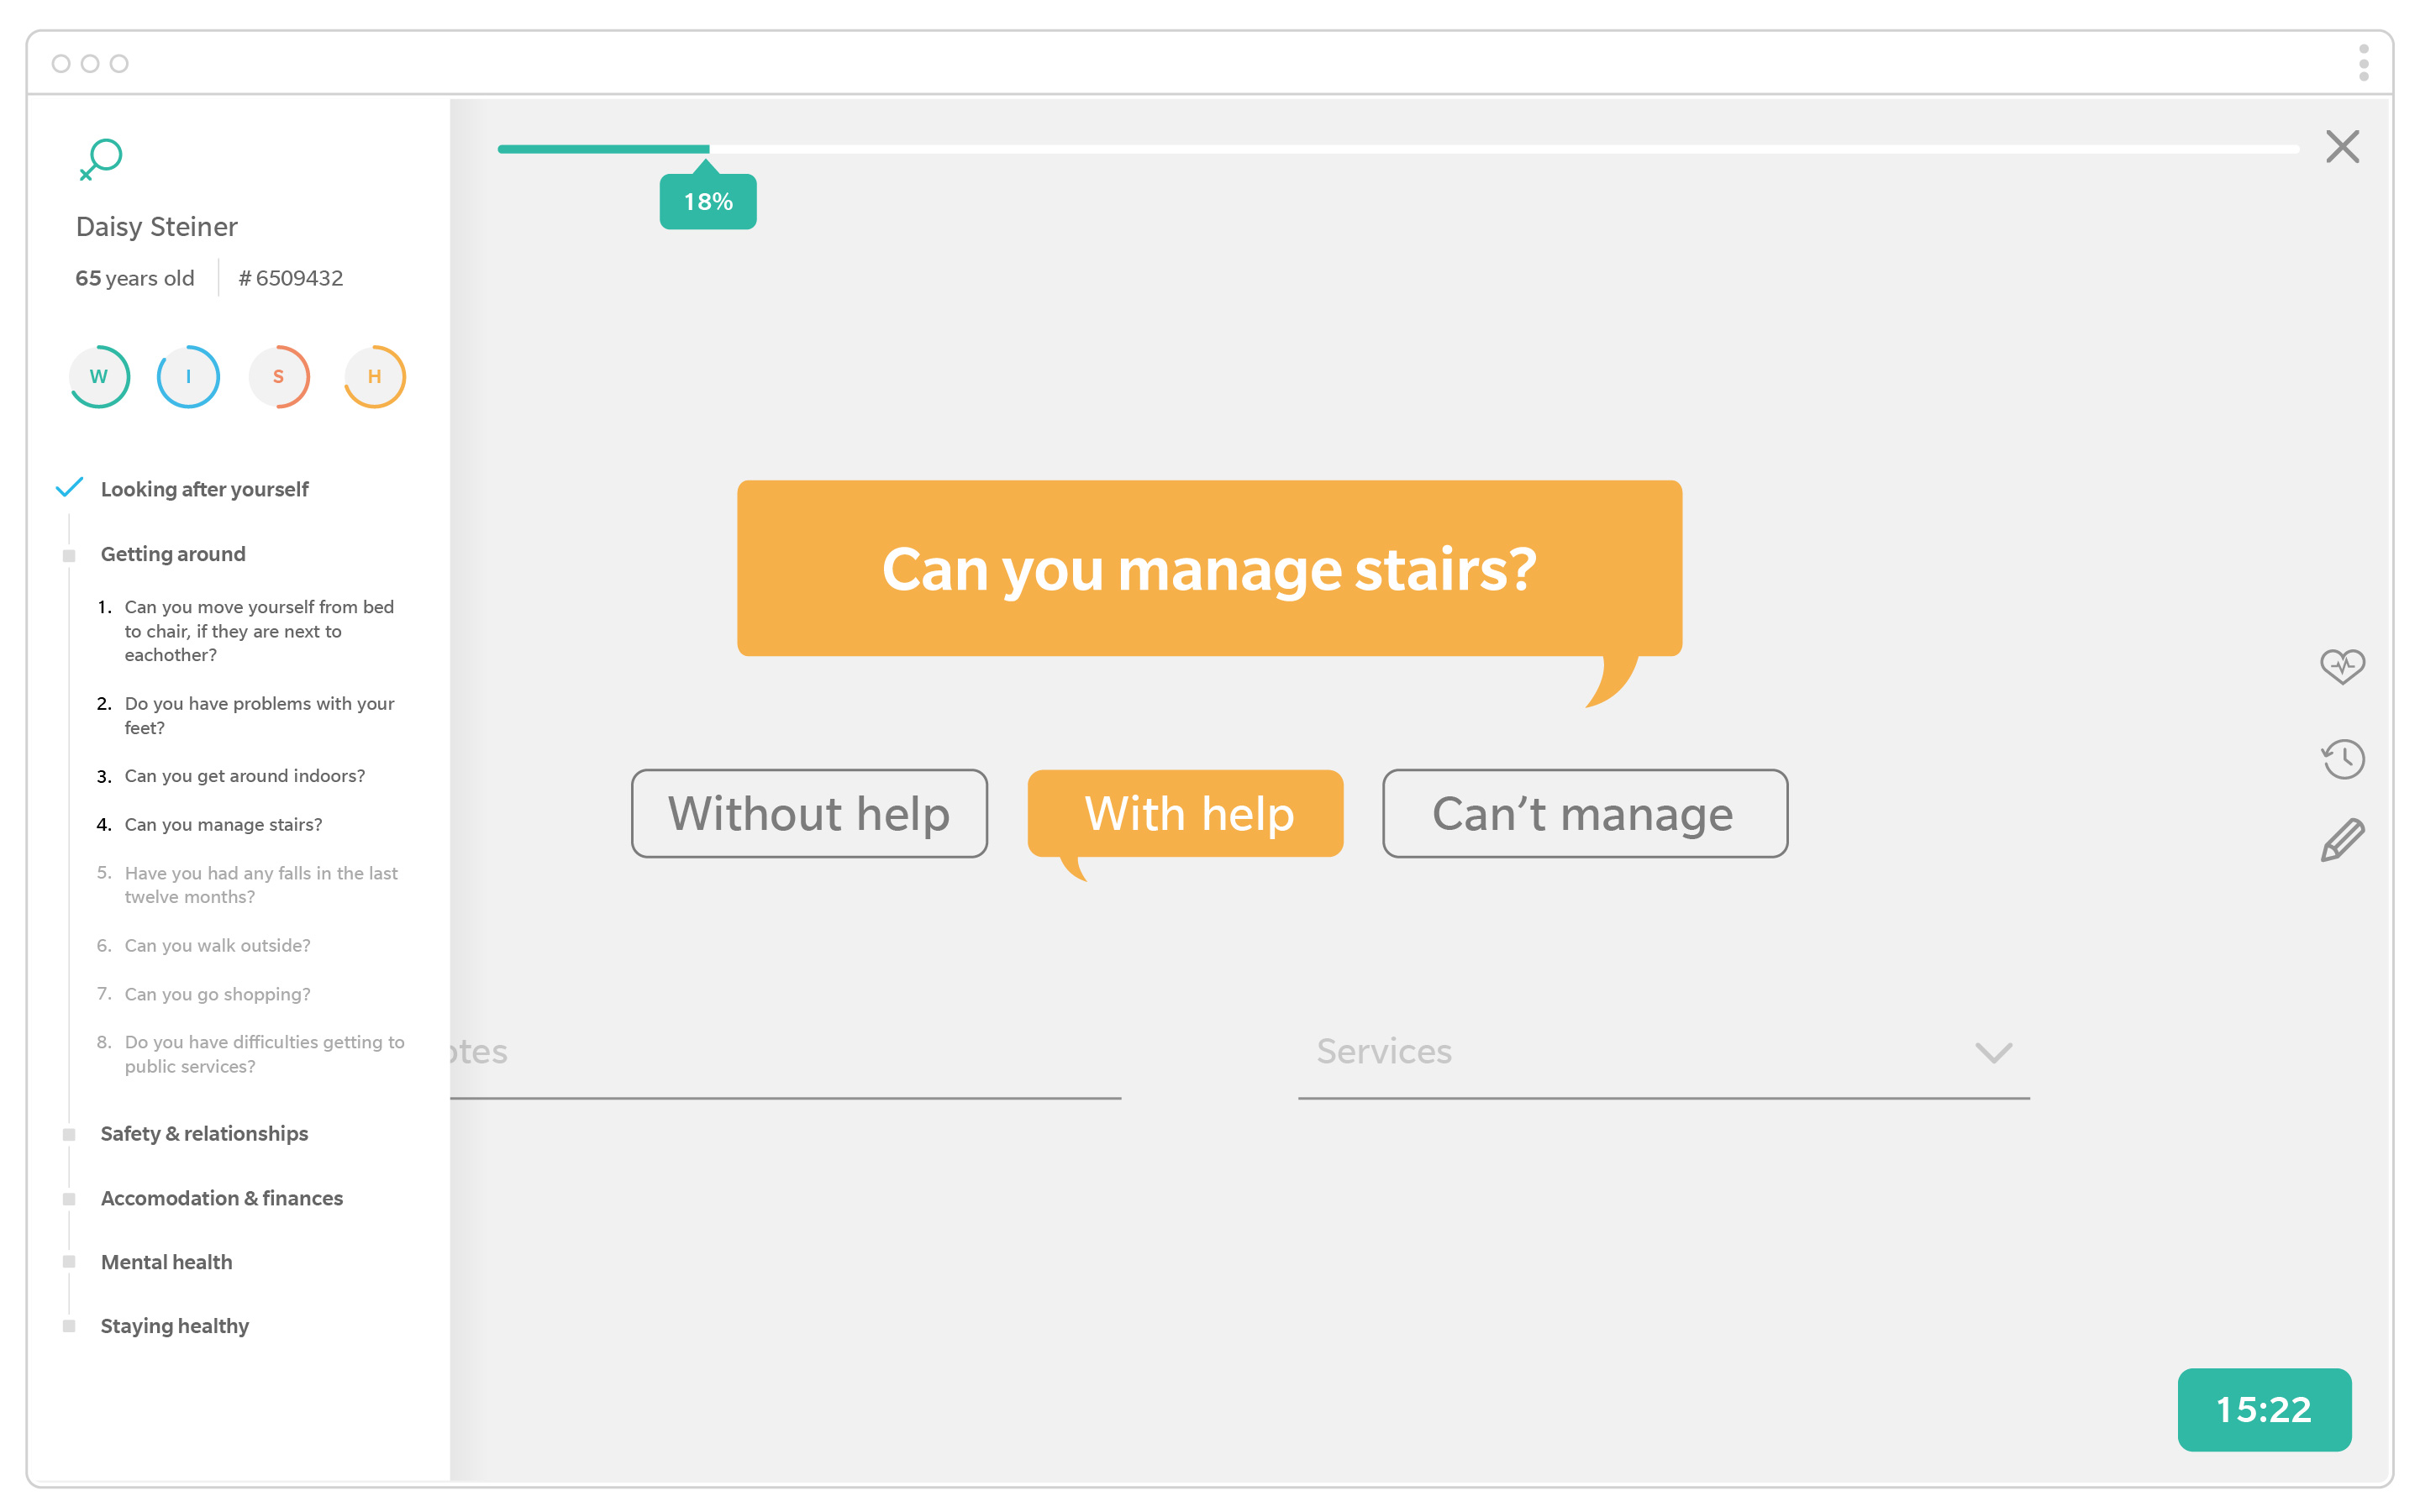 18%
Daisy Steiner
65 years old # 6509432
W I S H
Looking after yourself
Getting around
1. Can you move yourself from bed
to chair, if they are next to
eachother?
2. Do you have problems with your
feet?
3. Can you get around indoors?
4. Can you manage stairs?
5. Have you had any falls in the last
twelve months?
6. Can you walk outside?
7. Can you go shopping?
8. Do you have difficulties getting to
public services?
Safety & relationships
Accomodation & finances
Mental health
Staying healthy
Can you manage stairs?
Without help
With help
Can’t manage
otes
Services
15:22